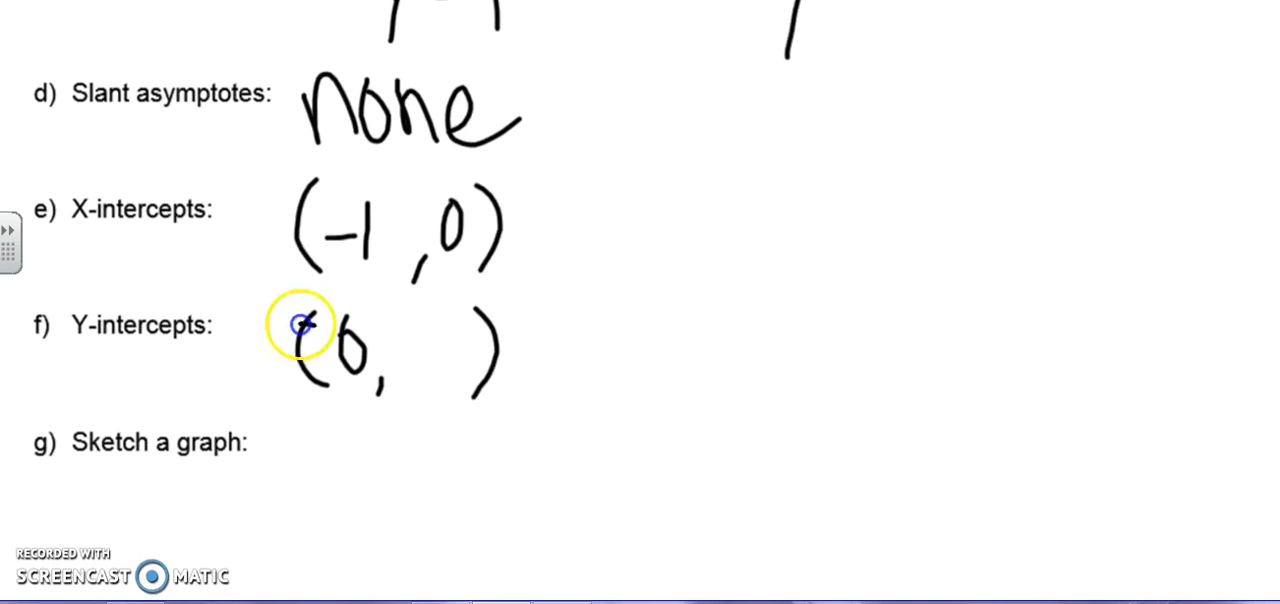 d) Slant asymptotes: none
e) X-intercepts: (-1, 0)
f) Y-intercepts: (0, )
g) Sketch a graph:
RECORDED WITH
SCREENCAST MATIC